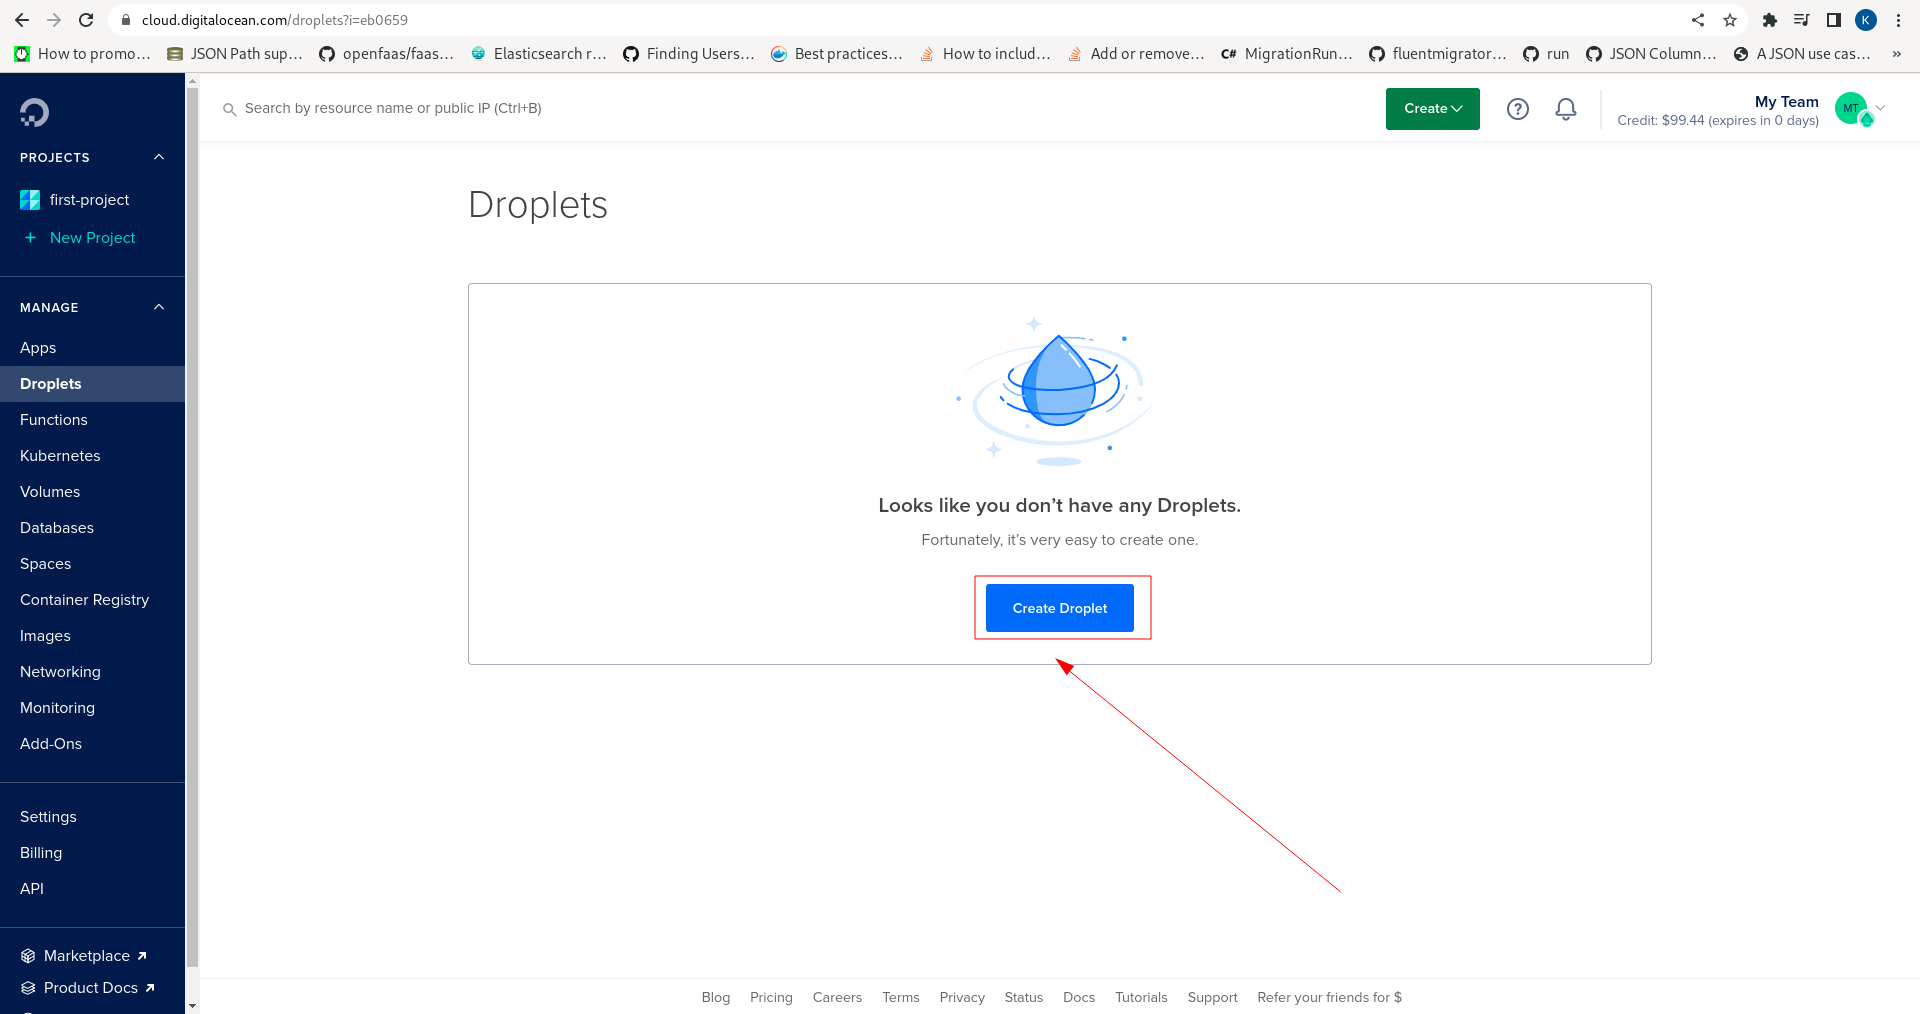 cloud.digitalocean.com/droplets?i=eb0659
K
How to promo... JSON Path sup... openfaas/faas... Elasticsearch r... Finding Users... Best practices... How to includ... Add or remove... C# MigrationRun... fluentmigrator... run JSON Column... A JSON use cas... »
Search by resource name or public IP (Ctrl+B)
Create
My Team
Credit: $99.44 (expires in 0 days)
MT
PROJECTS
first-project
+ New Project
MANAGE
Apps
Droplets
Functions
Kubernetes
Volumes
Databases
Spaces
Container Registry
Images
Networking
Monitoring
Add-Ons
Settings
Billing
API
Marketplace
Product Docs
Droplets
Looks like you don’t have any Droplets.
Fortunately, it’s very easy to create one.
Create Droplet
Blog Pricing Careers Terms Privacy Status Docs Tutorials Support Refer your friends for $